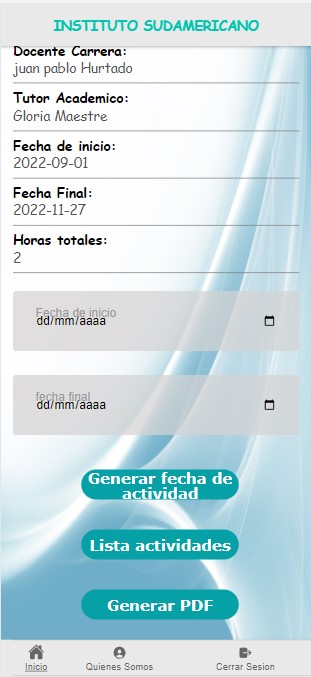 INSTITUTO SUDAMERICANO
Docente Carrera:
juan pablo Hurtado
Tutor Academico:
Gloria Maestre
Fecha de inicio:
2022-09-01
Fecha Final:
2022-11-27
Horas totales:
2
Fecha de inicio
dd/mm/aaaa
fecha final
dd/mm/aaaa
Generar fecha de
actividad
Lista actividades
Generar PDF
Inicio Quienes Somos Cerrar Sesion